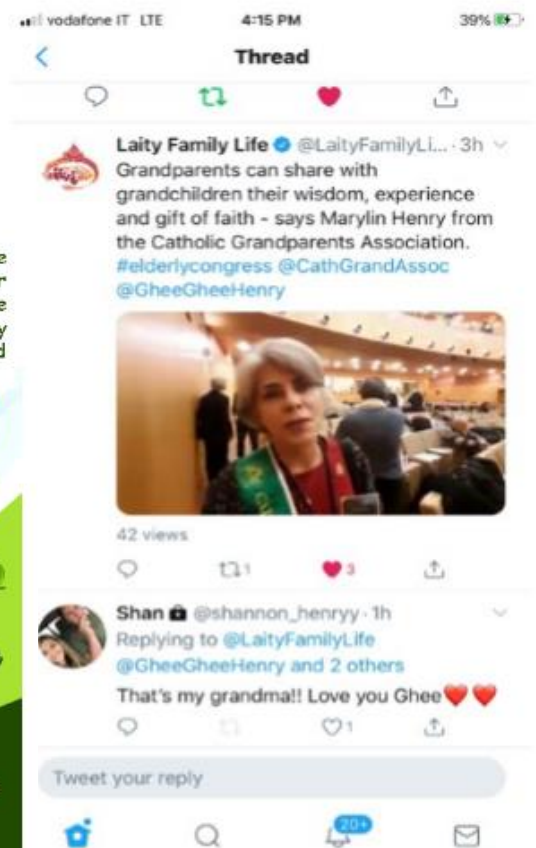 vodafone IT LTE 4:15 PM 39%
Thread
Laity Family Life @LaityFamilyLi... · 3h
Grandparents can share with
grandchildren their wisdom, experience
and gift of faith - says Marylin Henry from
the Catholic Grandparents Association.
#elderlycongress @CathGrandAssoc
@GheeGheeHenry
42 views
1 3
Shan @shannon_henryy · 1h
Replying to @LaityFamilyLife
@GheeGheeHenry and 2 others
That's my grandma!! Love you Ghee❤️❤️
1
Tweet your reply
20+